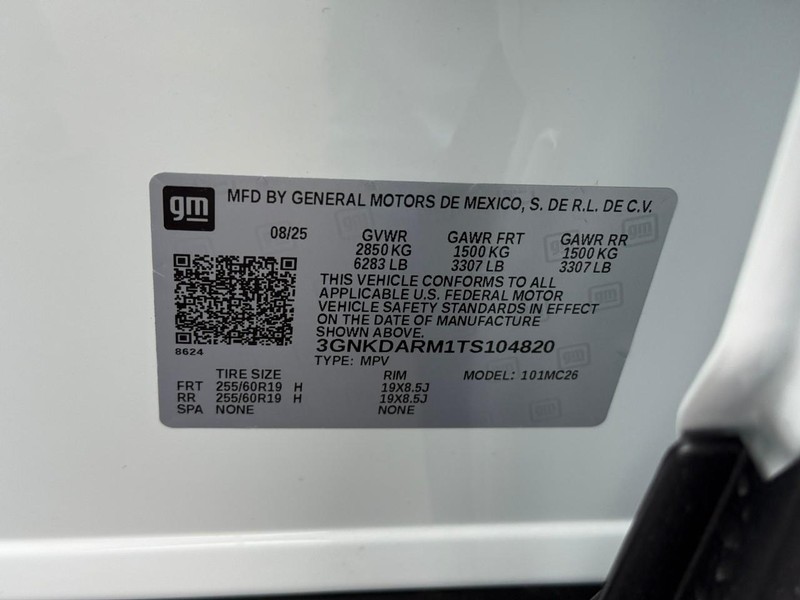 gm MFD BY GENERAL MOTORS DE MEXICO, S. DE R.L. DE C.V.
08/25 GVWR GAWR FRT GAWR RR
2850 KG 1500 KG 1500 KG
6283 LB 3307 LB 3307 LB
THIS VEHICLE CONFORMS TO ALL
APPLICABLE U.S. FEDERAL MOTOR
VEHICLE SAFETY STANDARDS IN EFFECT
ON THE DATE OF MANUFACTURE
SHOWN ABOVE.
8624 3GNKDARM1TS104820
TYPE: MPV
TIRE SIZE RIM MODEL: 101MC26
FRT 255/60R19 H 19X8.5J
RR 255/60R19 H 19X8.5J
SPA NONE NONE